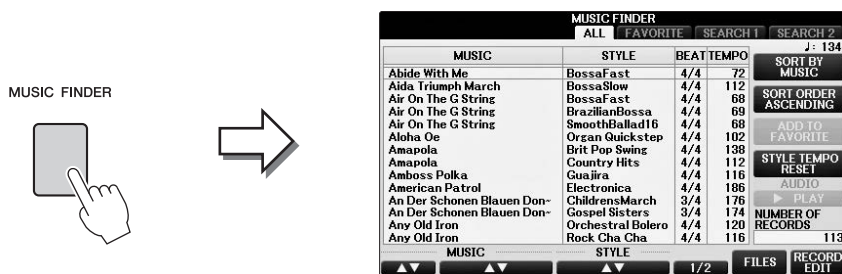 MUSIC FINDER
MUSIC FINDER
ALL FAVORITE SEARCH 1 SEARCH 2
♩: 134
MUSIC STYLE BEAT TEMPO
Abide With Me BossaFast 4/4 72
Aida Triumph March BossaSlow 4/4 112
Air On The G String BossaFast 4/4 68
Air On The G String BrazilianBossa 4/4 69
Air On The G String SmoothBallad16 4/4 68
Aloha Oe Organ Quickstep 4/4 102
Amapola Brit Pop Swing 4/4 138
Amapola Country Hits 4/4 112
Amboss Polka Guajira 4/4 116
American Patrol Electronica 4/4 186
An Der Schonen Blauen Don~ ChildrensMarch 3/4 176
An Der Schonen Blauen Don~ Gospel Sisters 3/4 174
Any Old Iron Orchestral Bolero 4/4 120
Any Old Iron Rock Cha Cha 4/4 116
SORT BY
MUSIC
SORT ORDER
ASCENDING
ADD TO
FAVORITE
STYLE TEMPO
RESET
AUDIO
▶ PLAY
NUMBER OF
RECORDS
113
MUSIC STYLE
▲▼ ▲▼ ▲▼ 1/2 FILES RECORD
EDIT